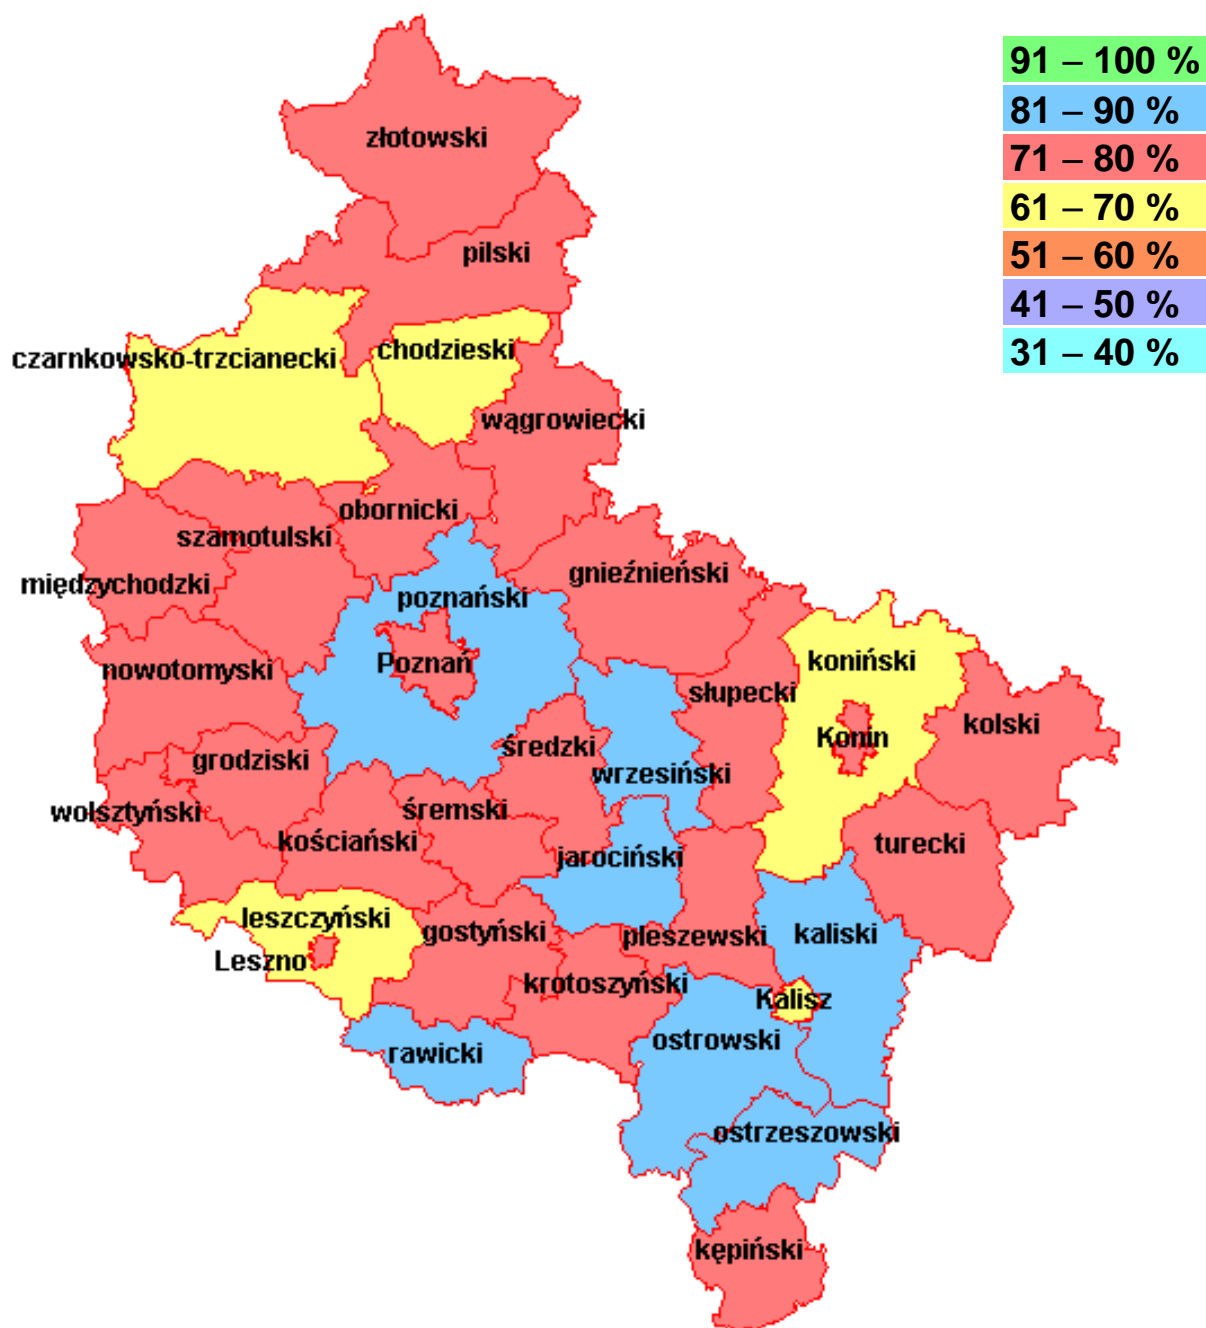 91 – 100 %
81 – 90 %
71 – 80 %
61 – 70 %
51 – 60 %
41 – 50 %
31 – 40 %
złotowski
pilski
czarnkowsko-trzcianecki
chodzieski
wągrowiecki
obornicki
szamotulski
międzychodzki
poznański
gnieźnieński
nowotomyski
Poznań
słupecki
koniński
kolski
Konin
grodziski
średzki
wrzesiński
wolsztyński
śremski
kościański
jarociński
turecki
leszczyński
gostyński
pleszewski
kaliski
Leszno
krotoszyński
Kalisz
rawicki
ostrowski
ostrzeszowski
kępiński